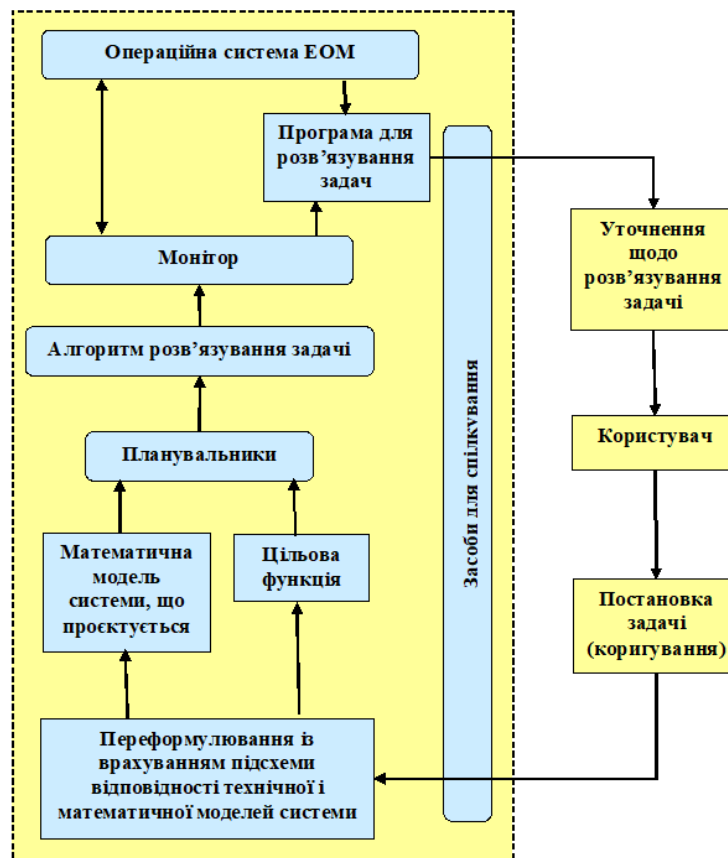 Операційна система ЕОМ
Програма для
розв’язування
задач
Монітор
Алгоритм розв’язування задачі
Планувальники
Математична
модель
системи, що
проєктується
Цільова
функція
Переформулювання із
врахуванням підсхеми
відповідності технічної і
математичної моделей системи
Засоби для спілкування
Уточнення
щодо
розв’язування
задачі
Користувач
Постановка
задачі
(коригування)